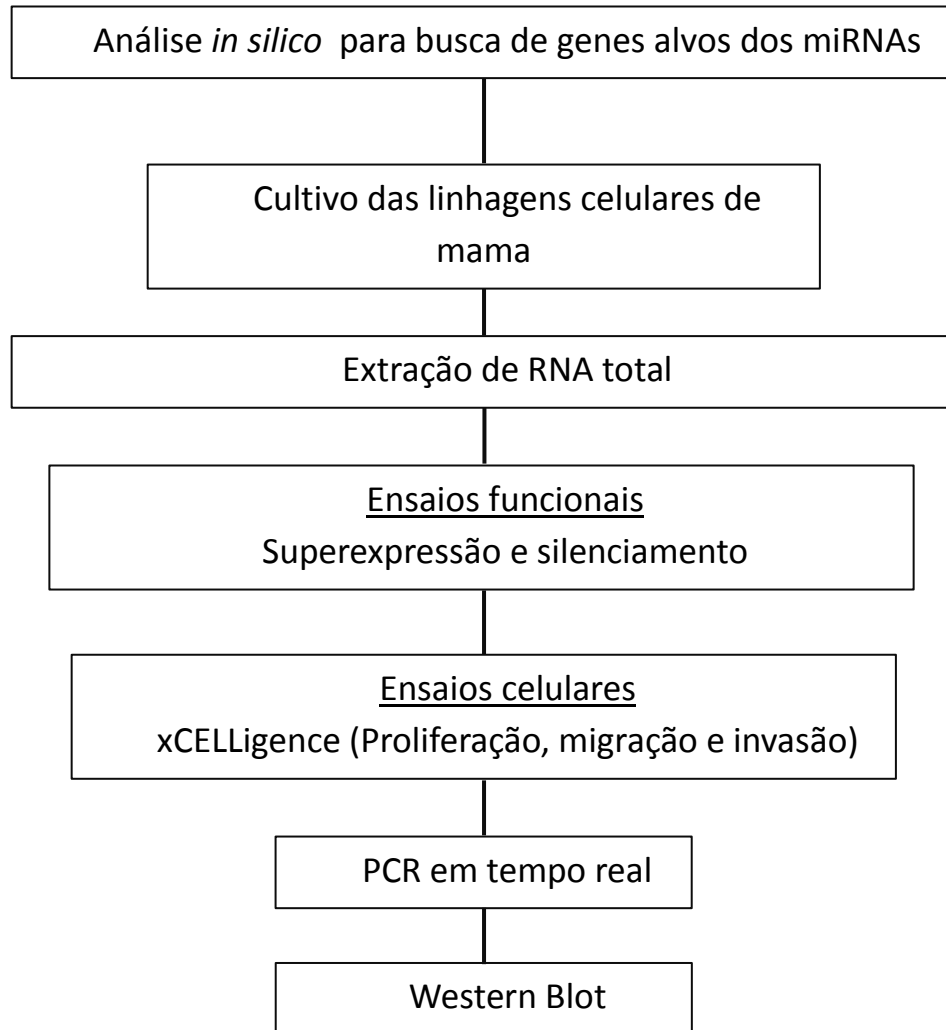 Análise in silico para busca de genes alvos dos miRNAs
Cultivo das linhagens celulares de
mama
Extração de RNA total
Ensaios funcionais
Superexpressão e silenciamento
Ensaios celulares
xCELLigence (Proliferação, migração e invasão)
PCR em tempo real
Western Blot